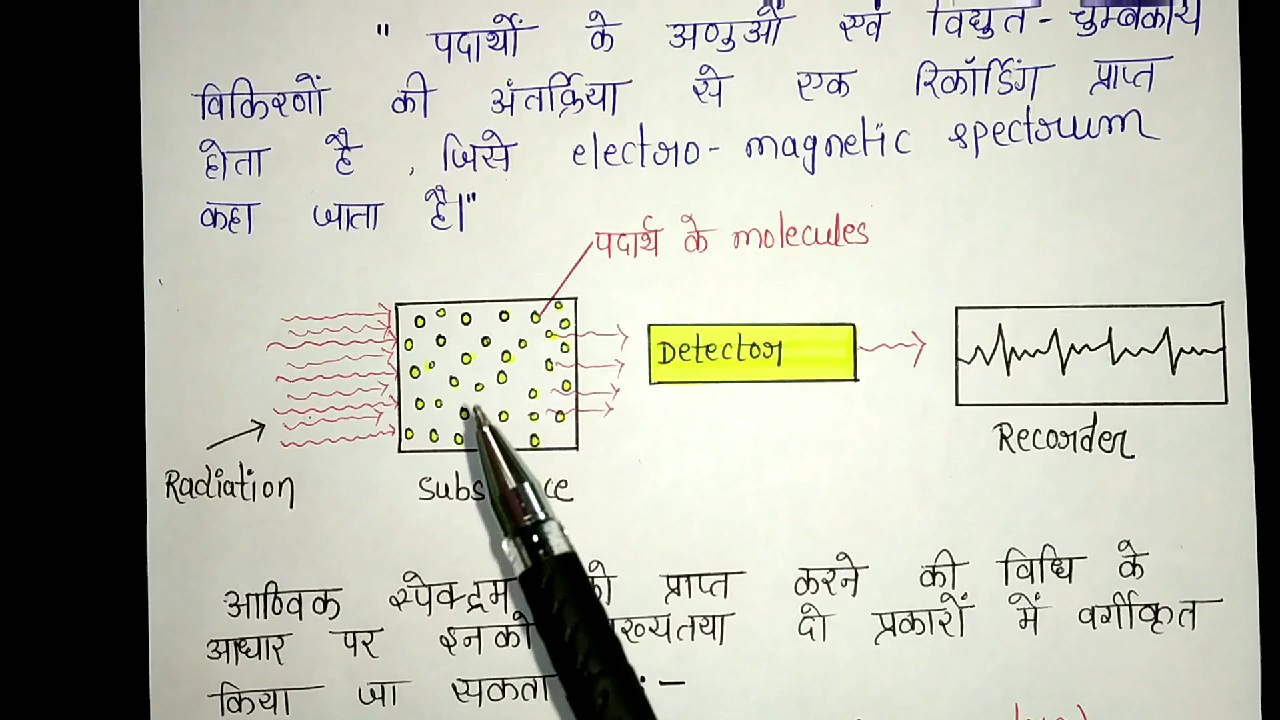 " पदार्थों के अणुओं एवं विद्युत - चुम्बकीय
विकिरणों की अंतर्क्रिया से एक रिकॉर्डिंग प्राप्त
होता है , जिसे electro - magnetic spectrum
कहा जाता है।"
पदार्थ के molecules
Detector
Radiation
Recorder
आण्विक स्पेक्ट्रम प्राप्त करने की विधि के
आधार पर इनको दो प्रकारों में वर्गीकृत
किया जा सकता :-